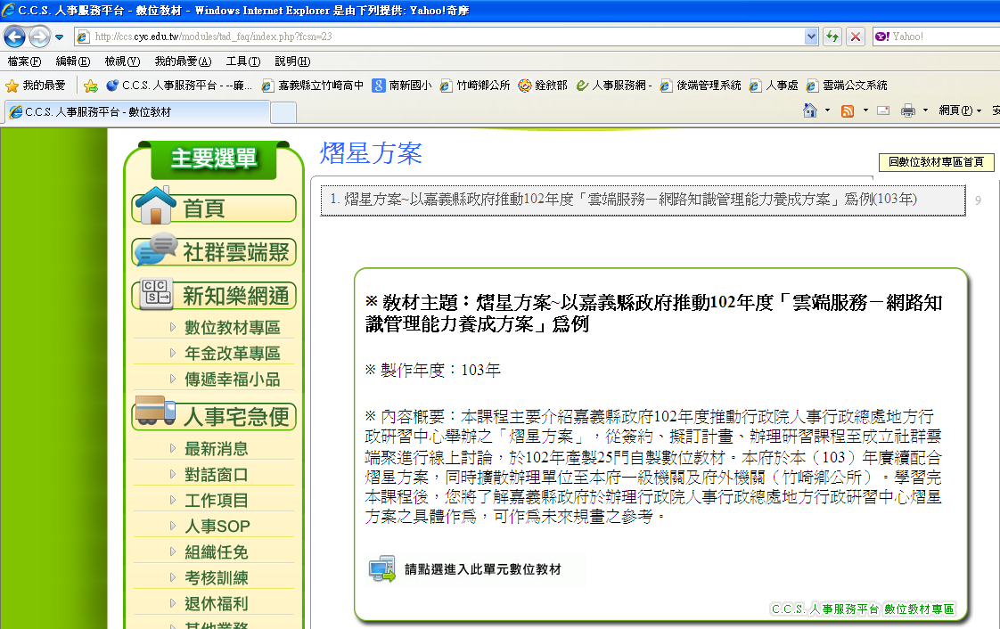 C.C.S. 人事服務平台 - 數位教材 - Windows Internet Explorer 是由下列提供: Yahoo!奇摩
http://ccs.cyc.edu.tw/modules/tad_faq/index.php?fcsn=23
Yahoo!
檔案(F) 編輯(E) 檢視(V) 我的最愛(A) 工具(T) 說明(H)
我的最愛 C.C.S. 人事服務平台 - --廉... 嘉義縣立竹崎高中 南新國小 竹崎鄉公所 銓敘部 人事服務網 - 後端管理系統 人事處 雲端公文系統
C.C.S. 人事服務平台 - 數位教材
網頁(P)
主要選單
首頁
社群雲端聚
新知樂網通
數位教材專區
年金改革專區
傳遞幸福小品
人事宅急便
最新消息
對話窗口
工作項目
人事SOP
組織任免
考核訓練
退休福利
其他業務
熠星方案
回數位教材專區首頁
1. 熠星方案~以嘉義縣政府推動102年度「雲端服務－網路知識管理能力養成方案」為例(103年)
9
※ 教材主題：熠星方案~以嘉義縣政府推動102年度「雲端服務－網路知
識管理能力養成方案」為例
※ 製作年度：103年
※ 內容概要：本課程主要介紹嘉義縣政府102年度推動行政院人事行政總處地方行
政研習中心舉辦之「熠星方案」，從簽約、擬訂計畫、辦理研習課程至成立社群雲
端聚進行線上討論，於102年產製25門自製數位教材。本府於本（103）年賡續配合
熠星方案，同時擴散辦理單位至本府一級機關及府外機關（竹崎鄉公所）。學習完
本課程後，您將了解嘉義縣政府於辦理行政院人事行政總處地方行政研習中心熠星
方案之具體作為，可作為未來規畫之參考。
請點選進入此單元數位教材
C.C.S. 人事服務平台 數位教材專區